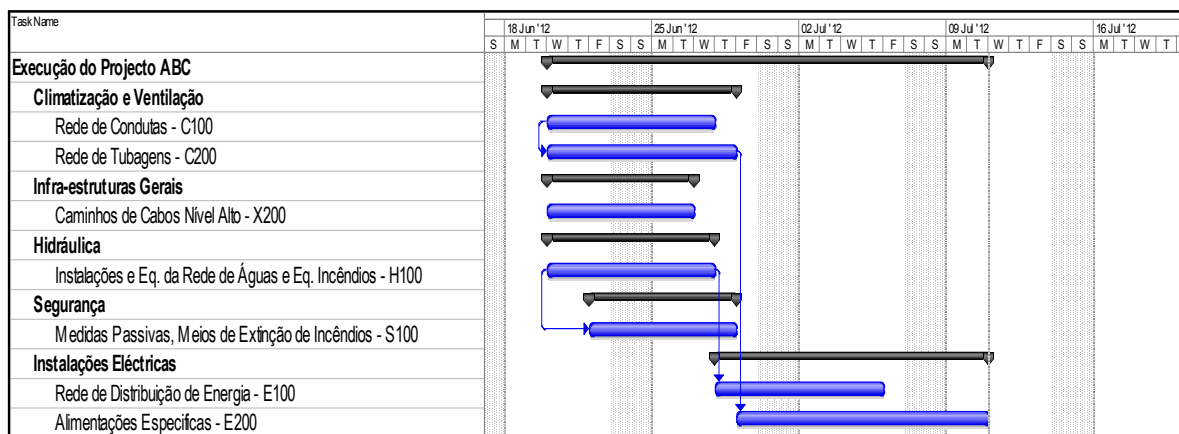 Task Name
18 Jun '12 25 Jun '12 02 Jul '12 09 Jul '12 16 Jul '12
S M T W T F S S M T W T F S S M T W T F S S M T W T F S S M T W T
Execução do Projecto ABC
Climatização e Ventilação
Rede de Condutas - C100
Rede de Tubagens - C200
Infra-estruturas Gerais
Caminhos de Cabos Nível Alto - X200
Hidráulica
Instalações e Eq. da Rede de Águas e Eq. Incêndios - H100
Segurança
Medidas Passivas, Meios de Extinção de Incêndios - S100
Instalações Eléctricas
Rede de Distribuição de Energia - E100
Alimentações Especificas - E200